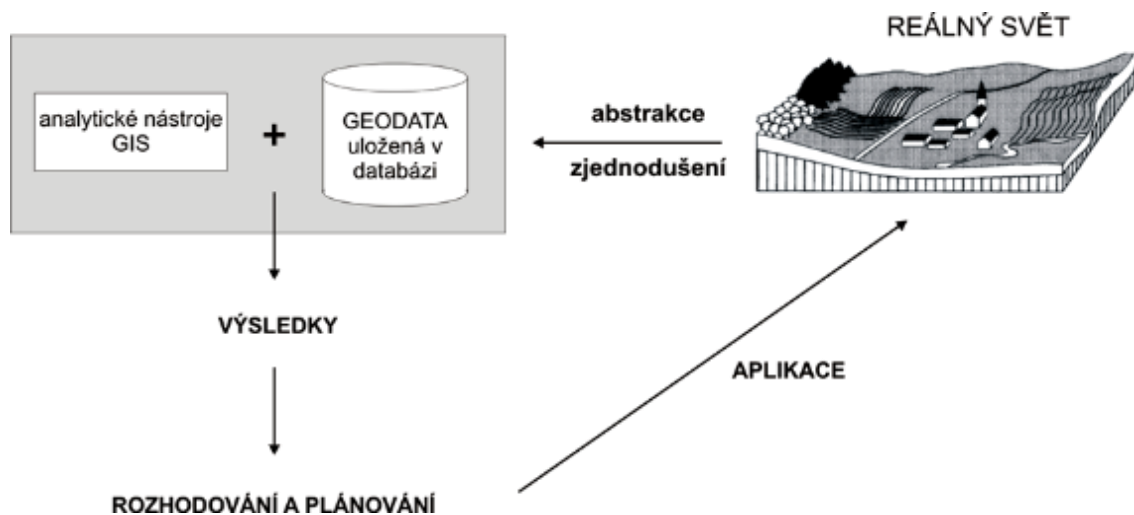 REÁLNÝ SVĚT
analytické nástroje
GIS
+
GEODATA
uložená v
databázi
abstrakce
zjednodušení
VÝSLEDKY
APLIKACE
ROZHODOVÁNÍ A PLÁNOVÁNÍ